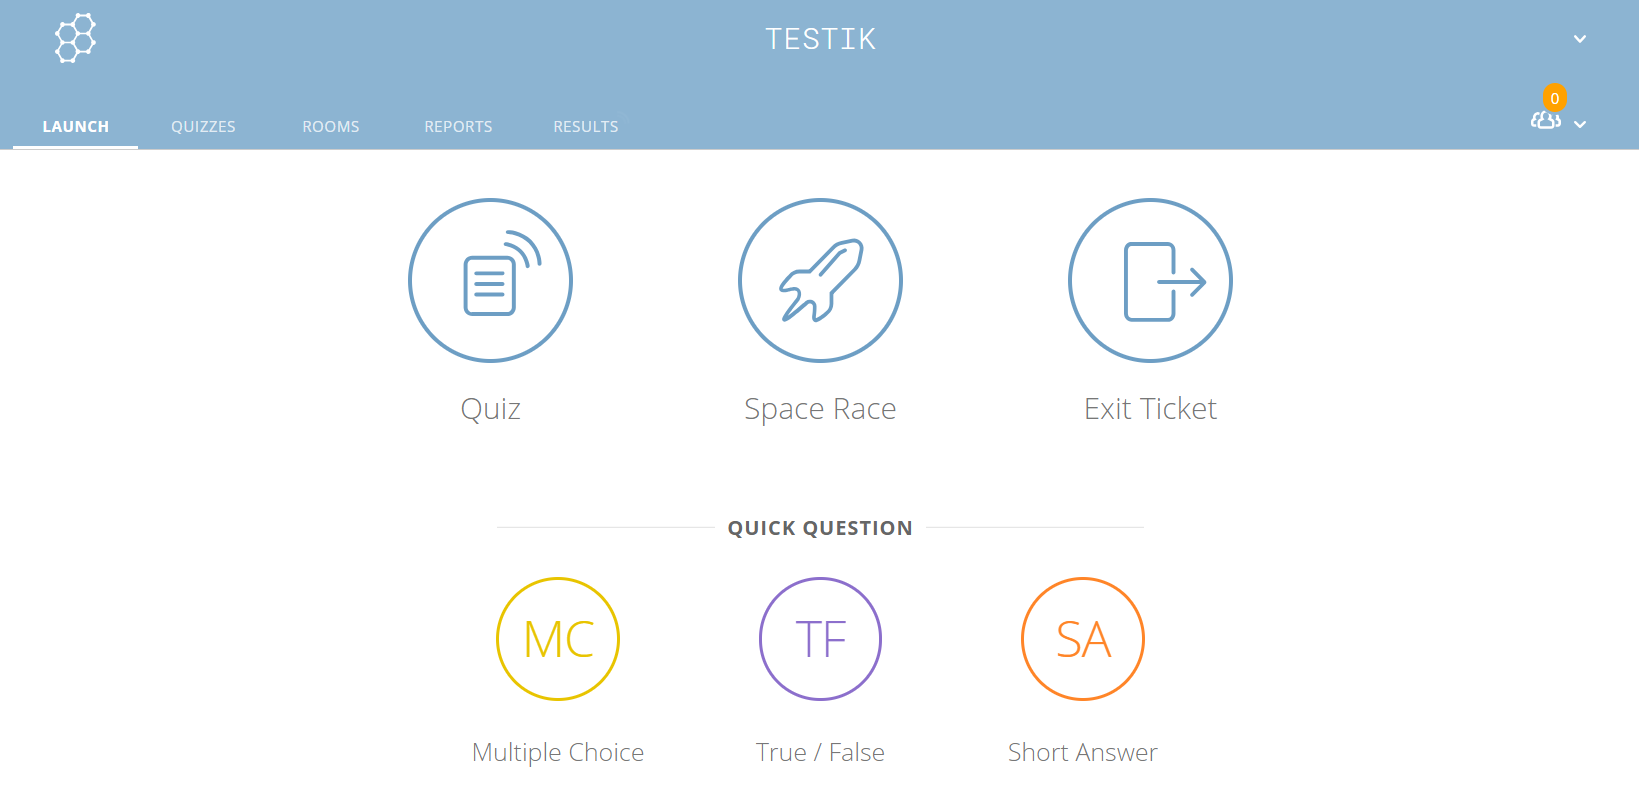 TESTIK
0
LAUNCH QUIZZES ROOMS REPORTS RESULTS
Quiz Space Race Exit Ticket
QUICK QUESTION
MC TF SA
Multiple Choice True / False Short Answer